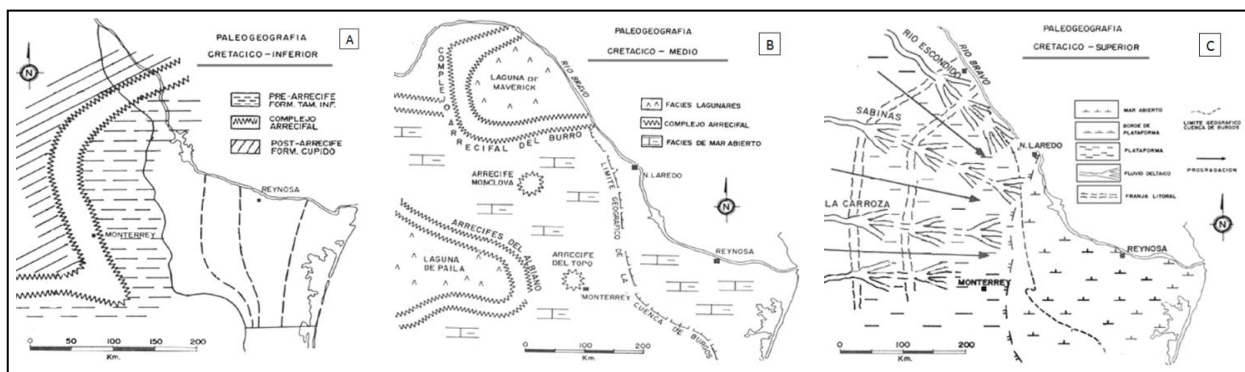 PALEOGEOGRAFIA
CRETACICO-INFERIOR
A
N
PRE-ARRECIFE
FORM. TAM. INF.
COMPLEJO
ARRECIFAL
POST-ARRECIFE
FORM. CUPIDO
REYNOSA
MONTERREY
0 50 100 150 200
Km.
PALEOGEOGRAFIA
CRETACICO - MEDIO
B
COMPLEJO ARRECIFAL DEL BURRO
LAGUNA DE
MAVERICK
RIO BRAVO
FACIES LAGUNARES
COMPLEJO ARRECIFAL
FACIES DE MAR ABIERTO
N. LAREDO
ARRECIFE
MONCLOVA
N
LIMITE GEOGRAFICO DE LA CUENCA DE BURGOS
ARRECIFES DEL ALBIANO
LAGUNA
DE PAILA
ARRECIFE
DEL TOPO
REYNOSA
MONTERREY
0 100 200
Km.
PALEOGEOGRAFIA
CRETACICO-SUPERIOR
C
N
RIO ESCONDIDO
RIO BRAVO
SABINAS
N. LAREDO
MAR ABIERTO
BORDE DE
PLATAFORMA
PLATAFORMA
FLUVIO DELTAICO
FRANJA LITORAL
LIMITE GEOGRAFICO
CUENCA DE BURGOS
PROGRADACION
N
LA CARROZA
REYNOSA
MONTERREY
0 100 200
Km.